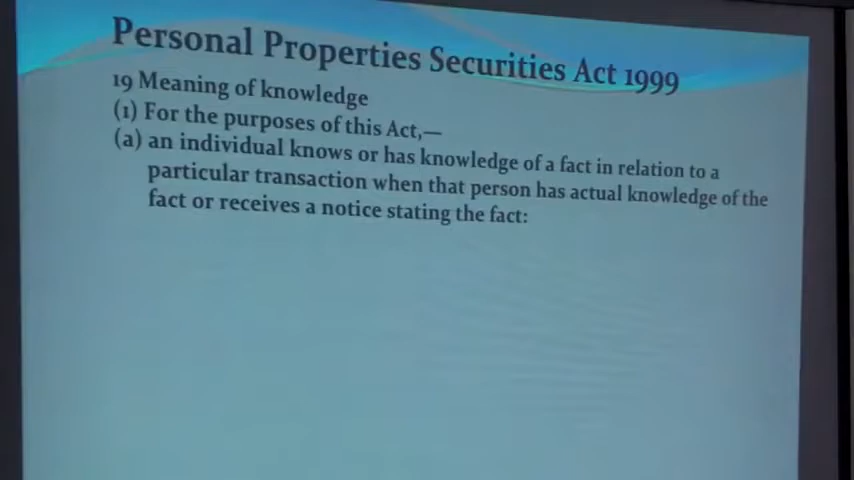 Personal Properties Securities Act 1999
19 Meaning of knowledge
(1) For the purposes of this Act,—
(a) an individual knows or has knowledge of a fact in relation to a
particular transaction when that person has actual knowledge of the
fact or receives a notice stating the fact: